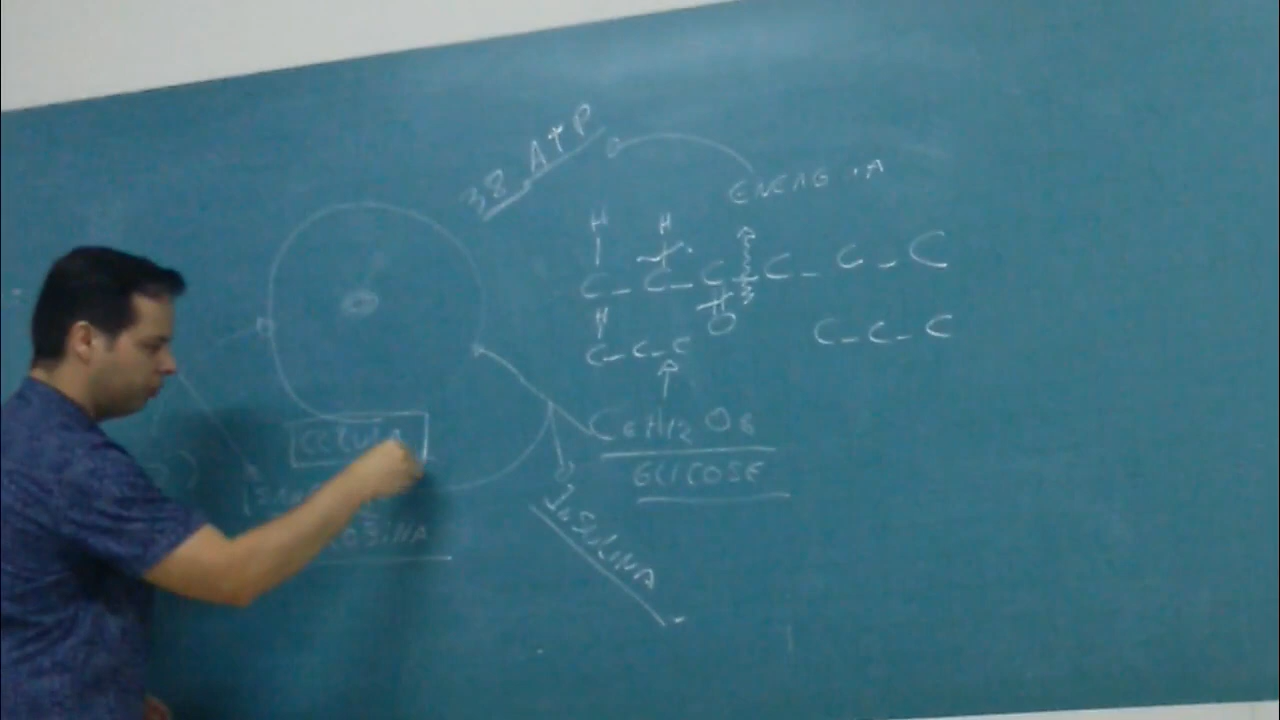 38 ATP
ENERGIA
H H
C - C - C - C - C - C
O
H
C - C - C
C - C - C
C6H12O6
GLICOSE
CÉLULA
INSULINA